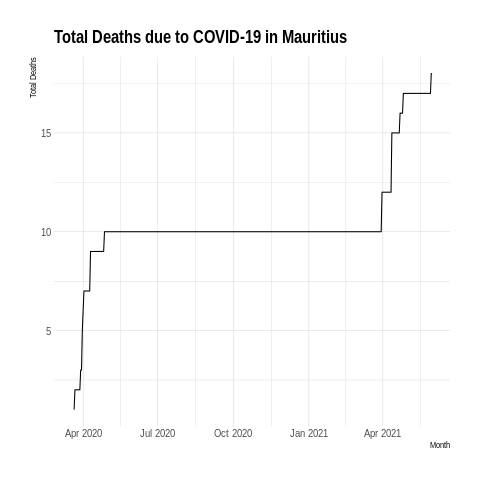 Total Deaths due to COVID-19 in Mauritius
Total Deaths
15
10
5
Apr 2020 Jul 2020 Oct 2020 Jan 2021 Apr 2021
Month